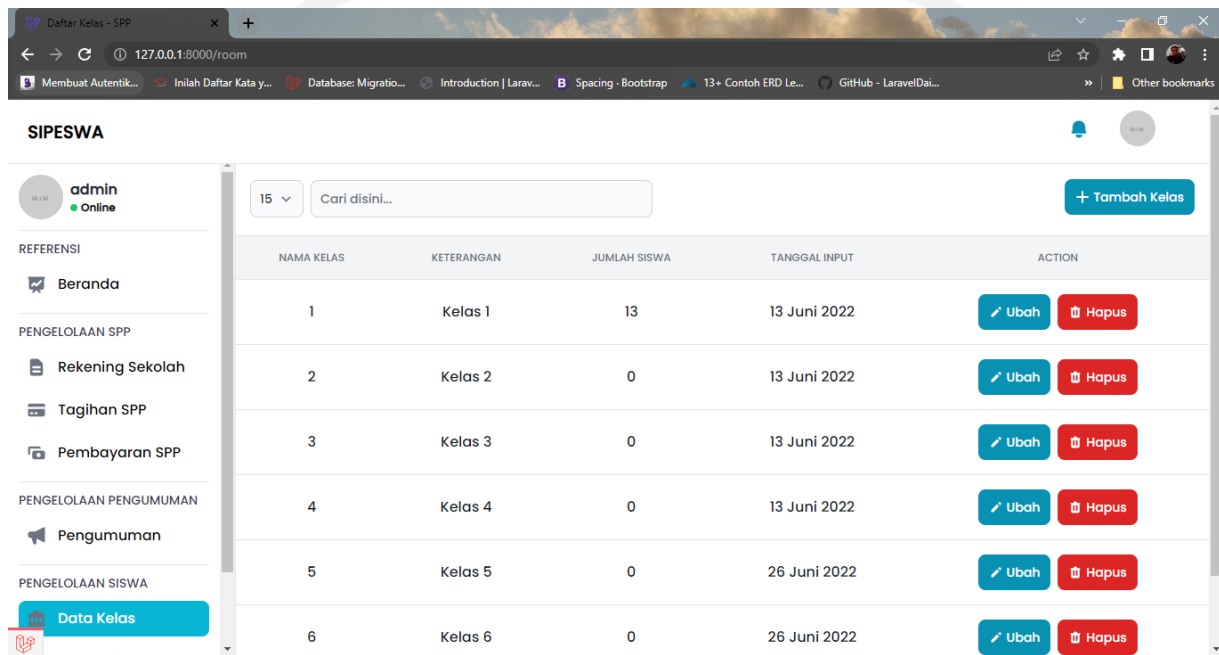 Daftar Kelas - SPP
127.0.0.1:8000/room
Membuat Autentik... Inilah Daftar Kata y... Database: Migratio... Introduction | Larav... Spacing · Bootstrap 13+ Contoh ERD Le... GitHub - LaravelDai... » Other bookmarks
SIPESWA
admin
Online
REFERENSI
Beranda
PENGELOLAAN SPP
Rekening Sekolah
Tagihan SPP
Pembayaran SPP
PENGELOLAAN PENGUMUMAN
Pengumuman
PENGELOLAAN SISWA
Data Kelas
15 Cari disini... + Tambah Kelas
NAMA KELAS KETERANGAN JUMLAH SISWA TANGGAL INPUT ACTION
1 Kelas 1 13 13 Juni 2022 Ubah Hapus
2 Kelas 2 0 13 Juni 2022 Ubah Hapus
3 Kelas 3 0 13 Juni 2022 Ubah Hapus
4 Kelas 4 0 13 Juni 2022 Ubah Hapus
5 Kelas 5 0 26 Juni 2022 Ubah Hapus
6 Kelas 6 0 26 Juni 2022 Ubah Hapus